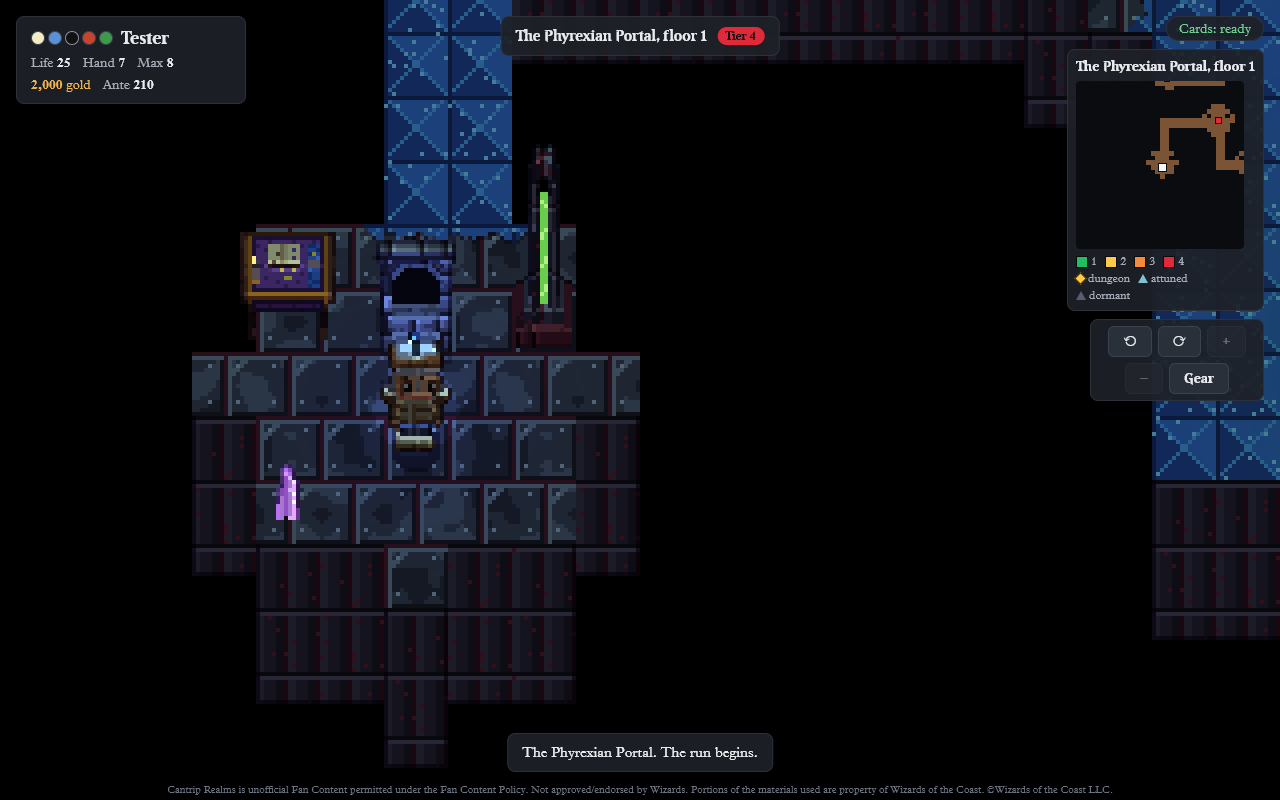 Tester
Life 25 Hand 7 Max 8
2,000 gold Ante 210
The Phyrexian Portal, floor 1 Tier 4
Cards: ready
The Phyrexian Portal, floor 1
1 2 3 4
dungeon attuned
dormant
+
−
Gear
The Phyrexian Portal. The run begins.
Cantrip Realms is unofficial Fan Content permitted under the Fan Content Policy. Not approved/endorsed by Wizards. Portions of the materials used are property of Wizards of the Coast. ©Wizards of the Coast LLC.